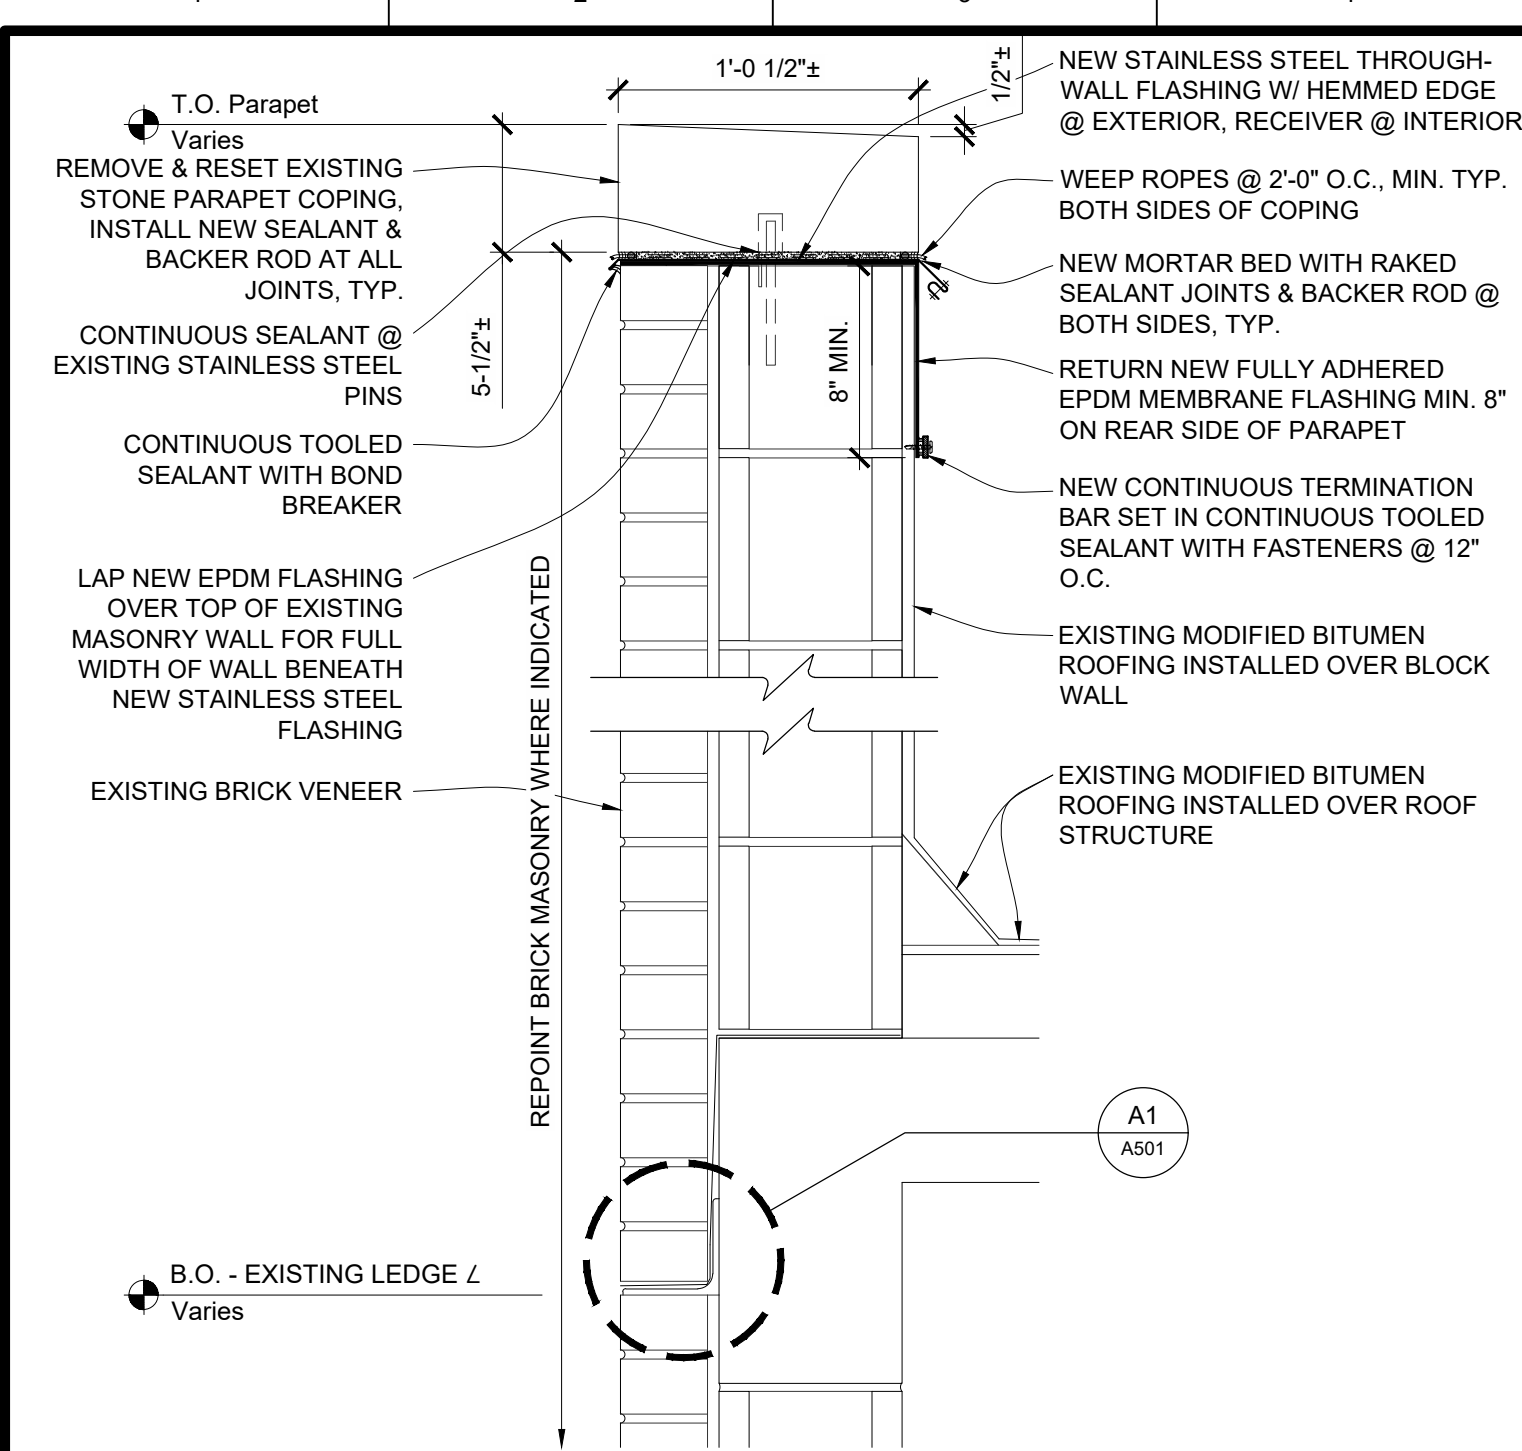 1'-0 1/2"±
1/2"±
T.O. Parapet
Varies
REMOVE & RESET EXISTING
STONE PARAPET COPING,
INSTALL NEW SEALANT &
BACKER ROD AT ALL
JOINTS, TYP.
CONTINUOUS SEALANT @
EXISTING STAINLESS STEEL
PINS
CONTINUOUS TOOLED
SEALANT WITH BOND
BREAKER
LAP NEW EPDM FLASHING
OVER TOP OF EXISTING
MASONRY WALL FOR FULL
WIDTH OF WALL BENEATH
NEW STAINLESS STEEL
FLASHING
EXISTING BRICK VENEER
5-1/2"±
REPOINT BRICK MASONRY WHERE INDICATED
8" MIN.
NEW STAINLESS STEEL THROUGH-
WALL FLASHING W/ HEMMED EDGE
@ EXTERIOR, RECEIVER @ INTERIOR
WEEP ROPES @ 2'-0" O.C., MIN. TYP.
BOTH SIDES OF COPING
NEW MORTAR BED WITH RAKED
SEALANT JOINTS & BACKER ROD @
BOTH SIDES, TYP.
RETURN NEW FULLY ADHERED
EPDM MEMBRANE FLASHING MIN. 8"
ON REAR SIDE OF PARAPET
NEW CONTINUOUS TERMINATION
BAR SET IN CONTINUOUS TOOLED
SEALANT WITH FASTENERS @ 12"
O.C.
EXISTING MODIFIED BITUMEN
ROOFING INSTALLED OVER BLOCK
WALL
EXISTING MODIFIED BITUMEN
ROOFING INSTALLED OVER ROOF
STRUCTURE
A1
A501
B.O. - EXISTING LEDGE ∠
Varies